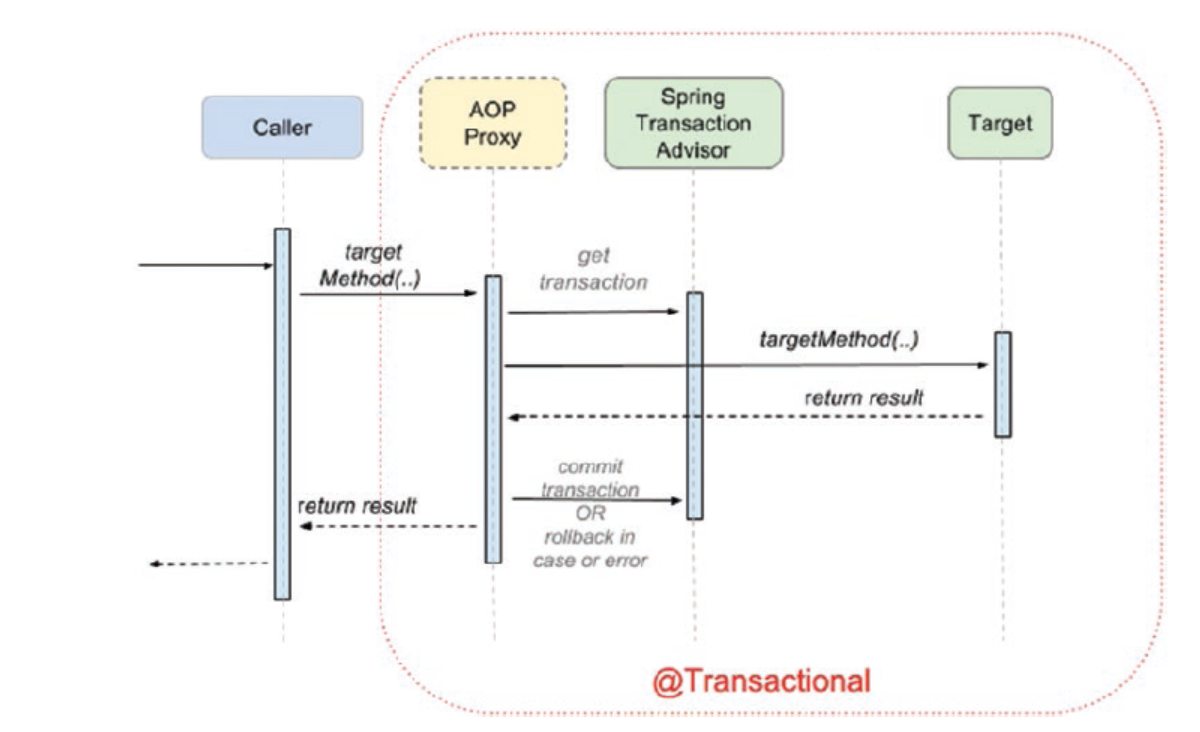 Caller
AOP
Proxy
Spring
Transaction
Advisor
Target
target
Method(..)
get
transaction
targetMethod(..)
return result
commit
transaction
OR
rollback in
case or error
return result
@Transactional